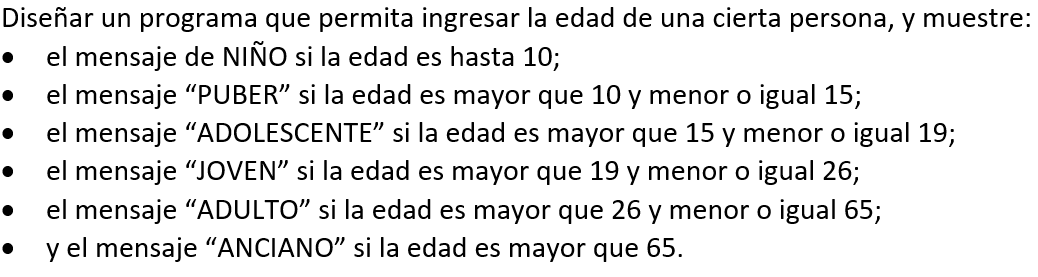 Diseñar un programa que permita ingresar la edad de una cierta persona, y muestre:
• el mensaje de NIÑO si la edad es hasta 10;
• el mensaje “PUBER” si la edad es mayor que 10 y menor o igual 15;
• el mensaje “ADOLESCENTE” si la edad es mayor que 15 y menor o igual 19;
• el mensaje “JOVEN” si la edad es mayor que 19 y menor o igual 26;
• el mensaje “ADULTO” si la edad es mayor que 26 y menor o igual 65;
• y el mensaje “ANCIANO” si la edad es mayor que 65.